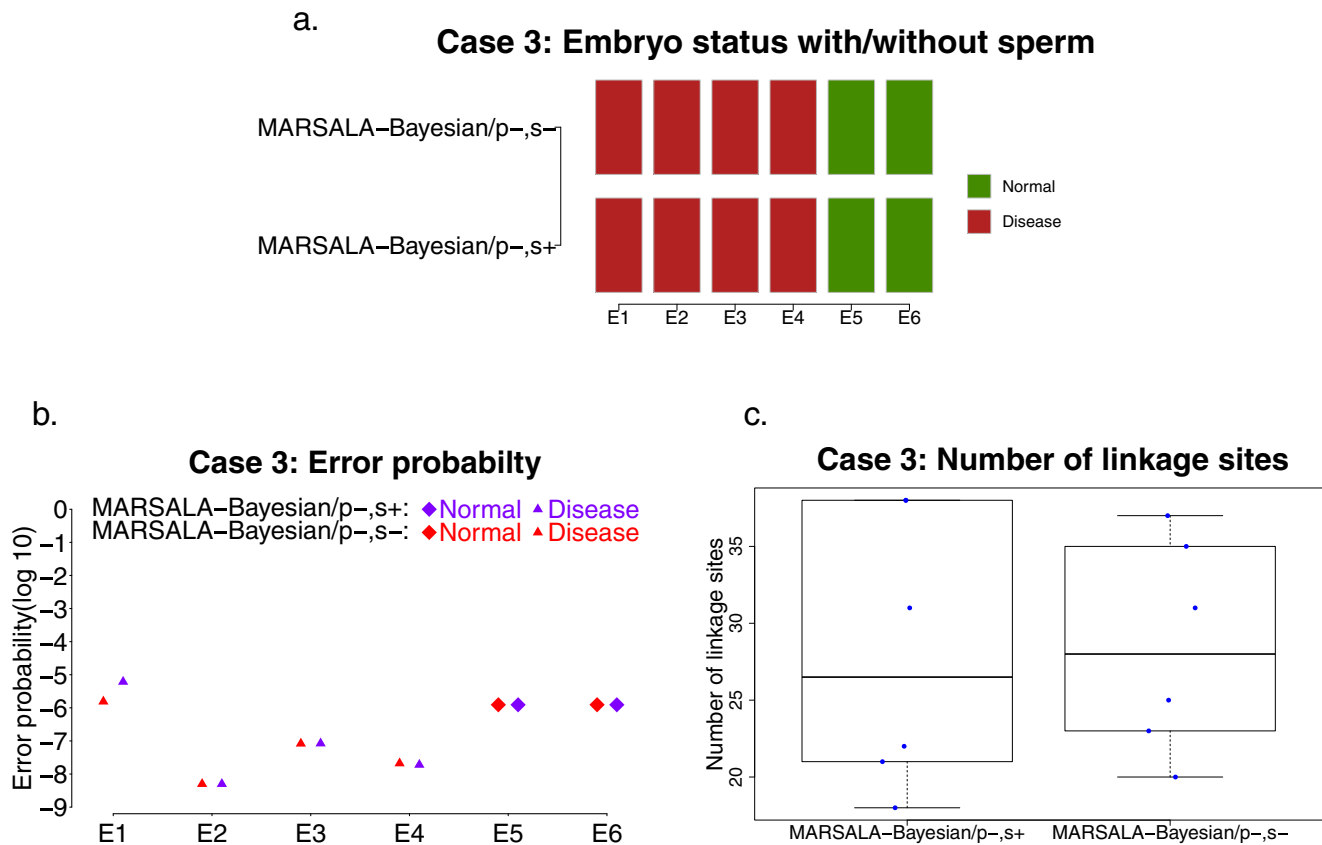 a.
Case 3: Embryo status with/without sperm
MARSALA−Bayesian/p−,s−
MARSALA−Bayesian/p−,s+
Normal
Disease
E1 E2 E3 E4 E5 E6
b.
Case 3: Error probabilty
MARSALA−Bayesian/p−,s+: Normal Disease
MARSALA−Bayesian/p−,s−: Normal Disease
Error probability(log 10)
0
−1
−2
−3
−4
−5
−6
−7
−8
−9
E1 E2 E3 E4 E5 E6
c.
Case 3: Number of linkage sites
Number of linkage sites
35
30
25
20
MARSALA−Bayesian/p−,s+ MARSALA−Bayesian/p−,s−